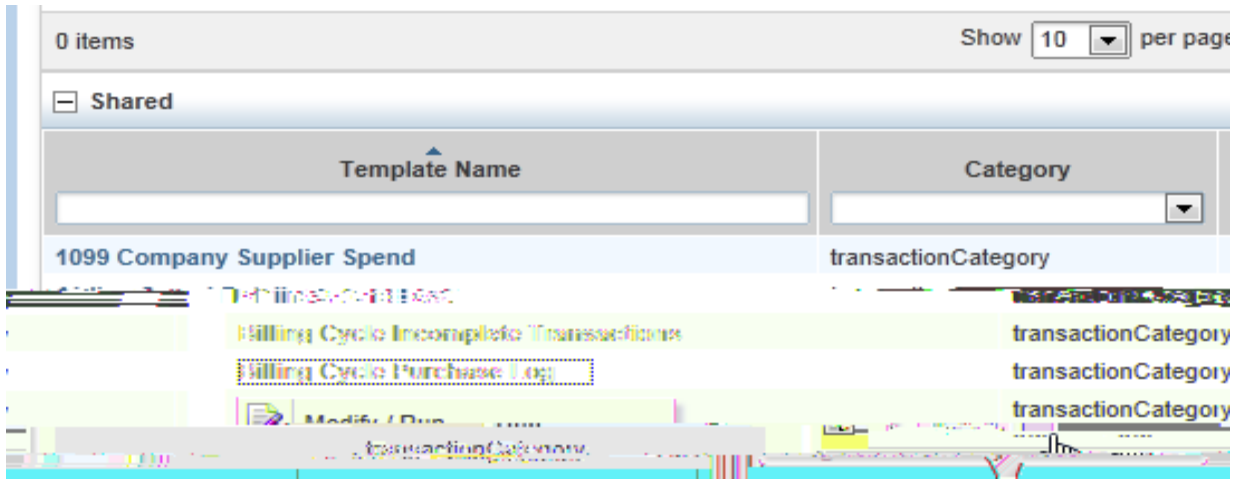 0 items Show 10 per page
Shared
Template Name Category
1099 Company Supplier Spend transactionCategory
Billing Cycle Incomplete Transactions transactionCategory
Billing Cycle Purchase Log transactionCategory
Modify / Run transactionCategory
transactionCategory